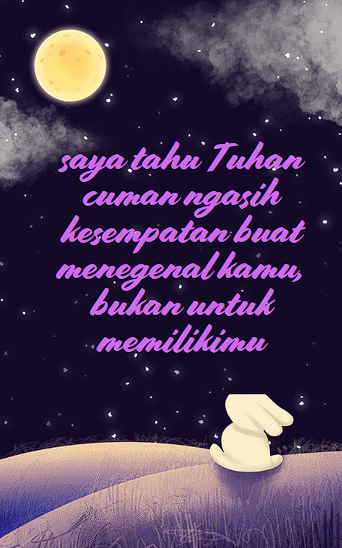 saya tahu Tuhan
cuman ngasih
kesempatan buat
menegenal kamu,
bukan untuk
memilikimu